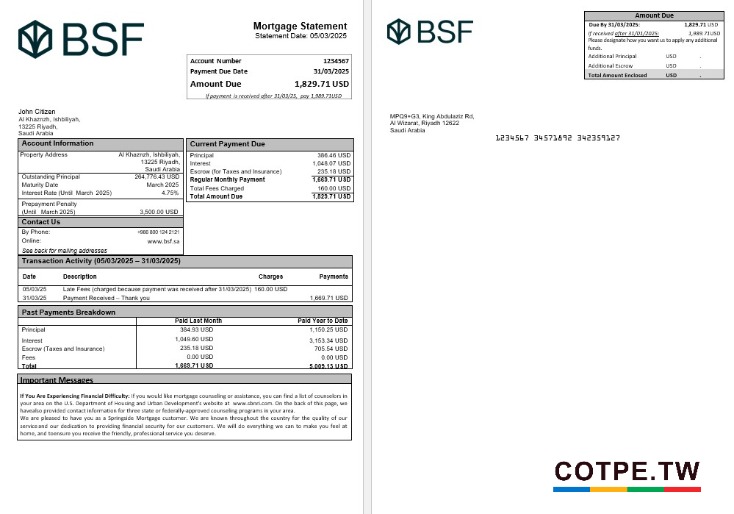 BSF
Mortgage Statement
Statement Date: 05/03/2025
Account Number 1234567
Payment Due Date 31/03/2025
Amount Due 1,829.71 USD
If payment is received after 31/03/25, pay 1,989.71USD
John Citizen
Al Khaznzh, Ishbiliyah,
13225 Riyadh,
Saudi Arabia
Account Information
Property Address Al Khaznzh, Ishbiliyah,
13225 Riyadh,
Saudi Arabia
Outstanding Principal 264,776.43 USD
Maturity Date March 2025
Interest Rate (Until March 2025) 4.75%
Prepayment Penalty
(Until March 2025) 3,500.00 USD
Contact Us
By Phone: +966 800 124 2121
Online: www.bsf.sa
See back for mailing addresses
Current Payment Due
Principal 386.46 USD
Interest 1,048.07 USD
Escrow (for Taxes and Insurance) 235.18 USD
Regular Monthly Payment 1,669.71 USD
Total Fees Charged 160.00 USD
Total Amount Due 1,829.71 USD
Transaction Activity (05/03/2025 – 31/03/2025)
Date Description Charges Payments
05/03/25 Late Fees (charged because payment was received after 31/03/2025) 160.00 USD
31/03/25 Payment Received – Thank you 1,669.71 USD
Past Payments Breakdown
Paid Last Month Paid Year to Date
Principal 384.93 USD 1,150.25 USD
Interest 1,049.60 USD 3,153.34 USD
Escrow (Taxes and Insurance) 235.18 USD 705.54 USD
Fees 0.00 USD 0.00 USD
Total 1,669.71 USD 5,009.13 USD
Important Messages
If You Are Experiencing Financial Difficulty: If you would like mortgage counseling or assistance, you can find a list of counselors in
your area on the U.S. Department of Housing and Urban Development's website at www.sbnri.com. On the back of this page, we
havealso provided contact information for three state or federally-approved counseling programs in your area.
We are pleased to have you as a Springside Mortgage customer. We are known throughout the country for the quality of our
serviceand our dedication to providing financial security for our customers. We will do everything we can to make you feel at
home, and toensure you receive the friendly, professional service you deserve.
BSF
Amount Due
Due By 31/03/2025: 1,829.71 USD
If received after 31/01/2025: 1,989.71USD
Please designate how you want us to apply any additional
funds.
Additional Principal USD .
Additional Escrow USD .
Total Amount Enclosed USD .
MPQ9+G3, King Abdulaziz Rd,
Al Wizarat, Riyadh 12622
Saudi Arabia
1234567 34571892 342359127
COTPE.TW